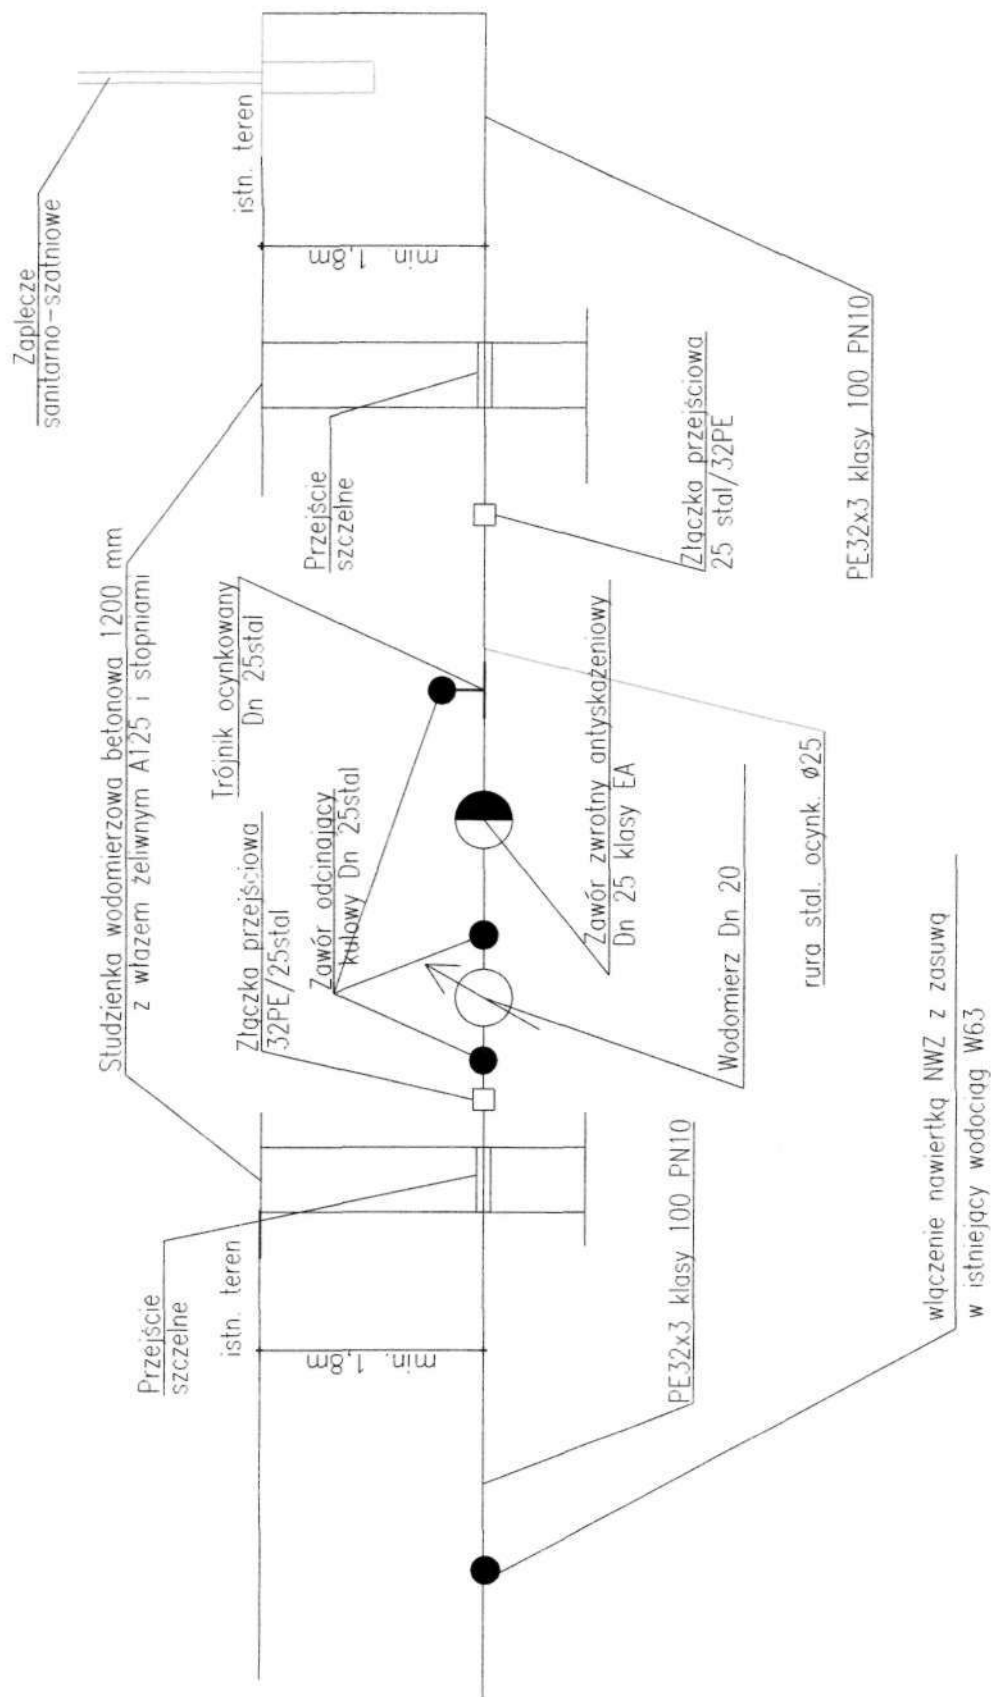 Zaplecze
sanitarno-szatniowe
istn. teren
min. 1,8m
Studzienka wodomierzowa betonowa 1200 mm
z włazem żeliwnym A125 i stopniami
Przejście
szczelne
Trójnik ocynkowany
Dn 25stal
Złączka przejściowa
32PE/25stal
Zawór odcinający
kulowy Dn 25stal
Przejście
szczelne
istn. teren
min. 1,8m
Złączka przejściowa
25 stal/32PE
PE32x3 klasy 100 PN10
Zawór zwrotny antyskażeniowy
Dn 25 klasy EA
Wodomierz Dn 20
rura stal. ocynk. ø25
PE32x3 klasy 100 PN10
włączenie nawiertką NWZ z zasuwą
w istniejący wodociąg W63